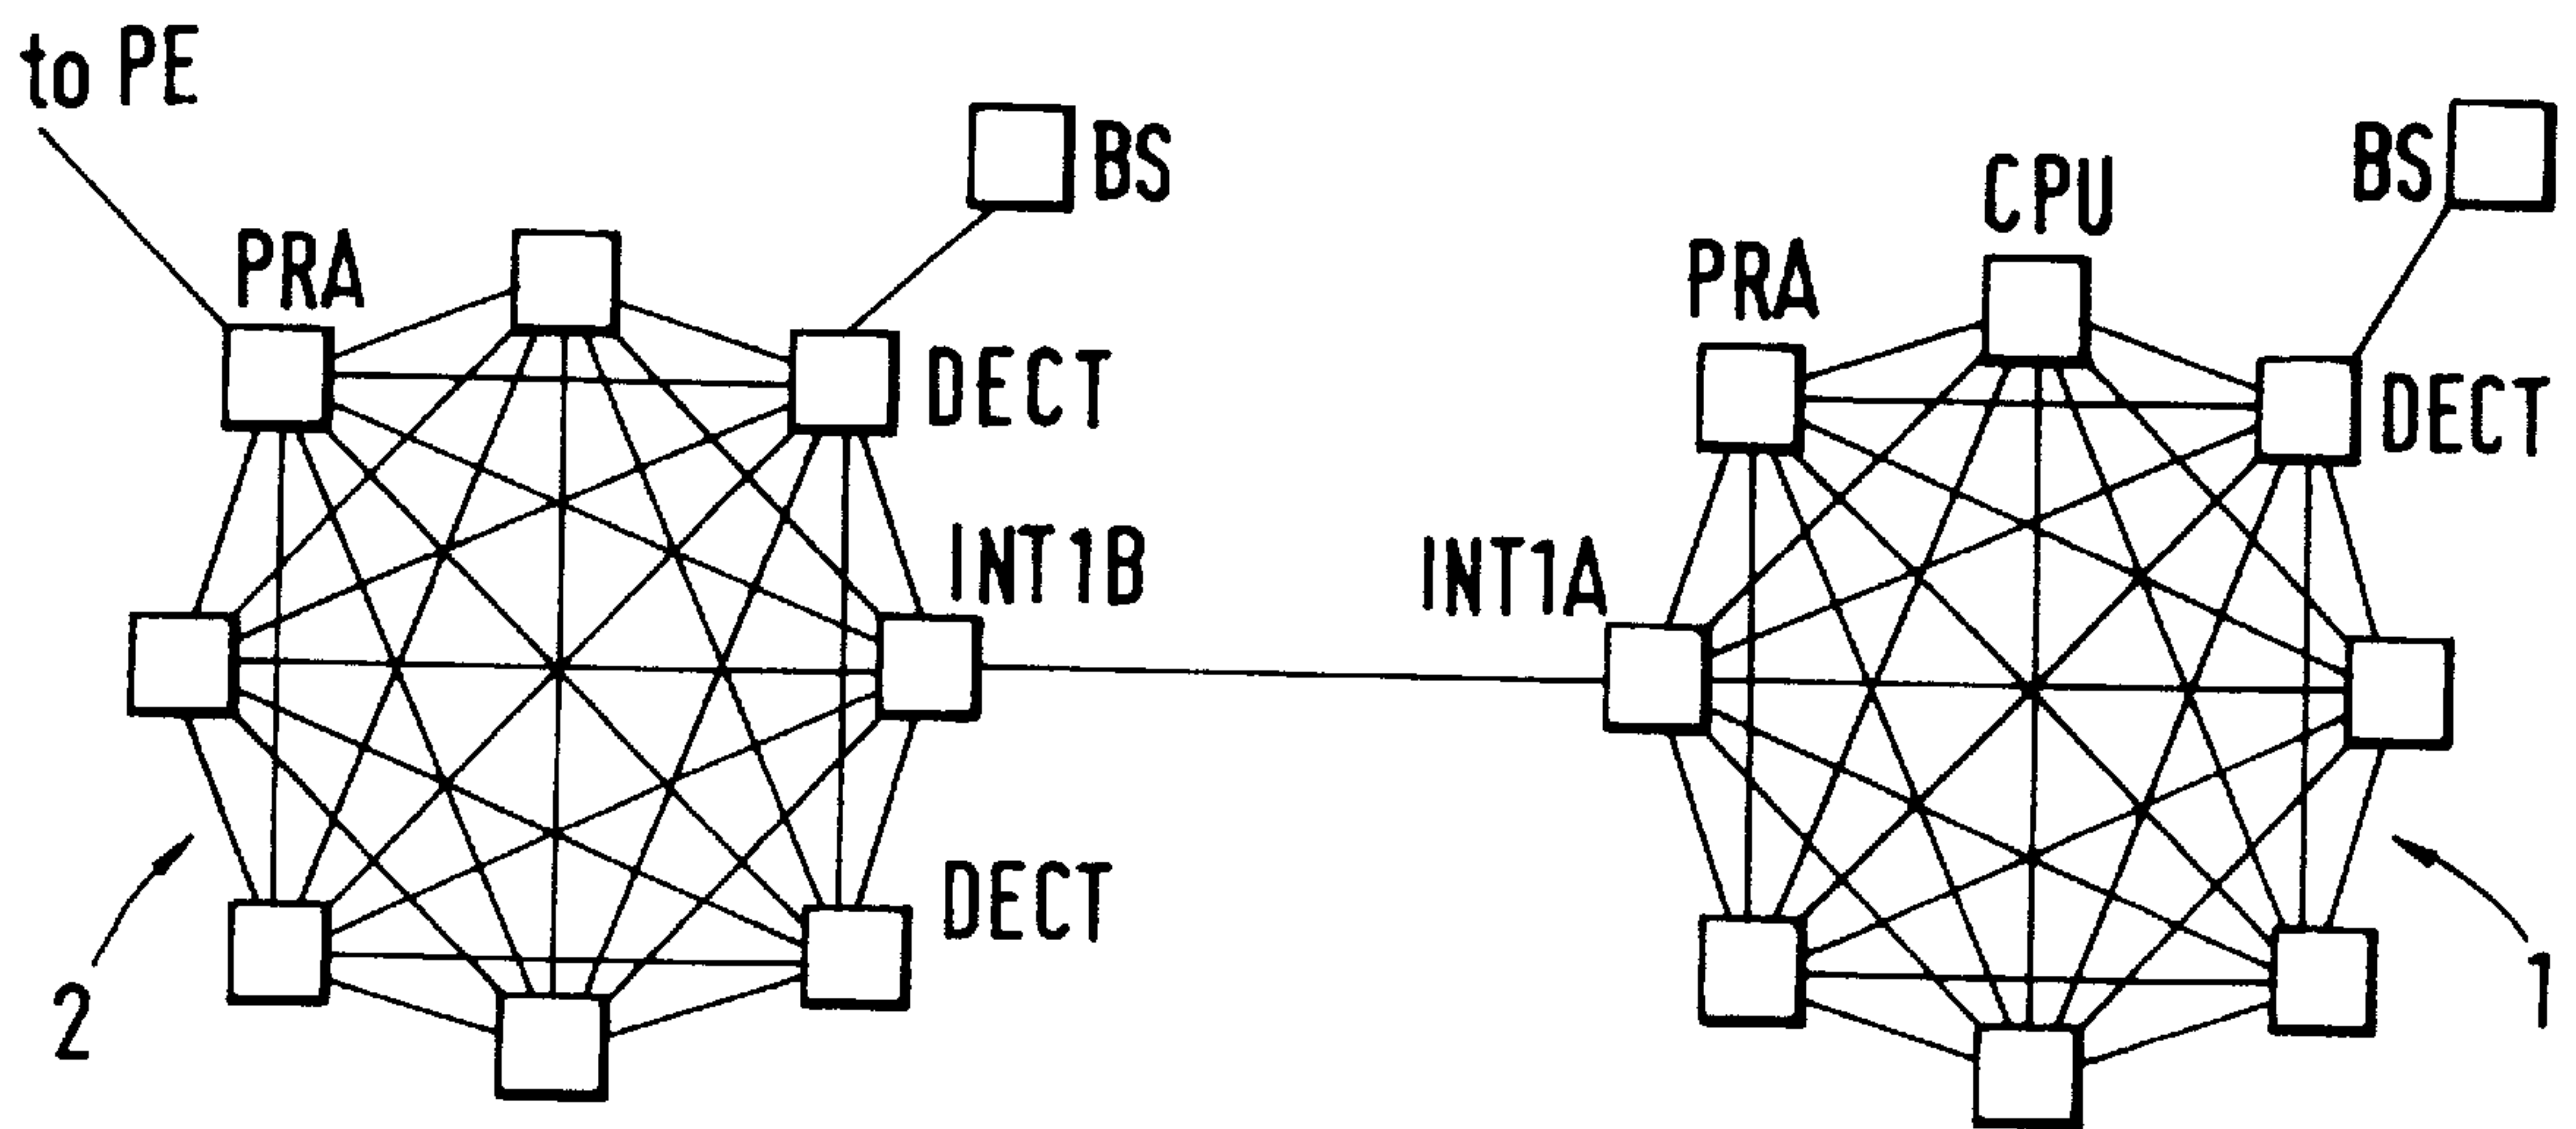 to PE
BS
BS
CPU
PRA
PRA
DECT
DECT
INT1B
INT1A
DECT
2
1